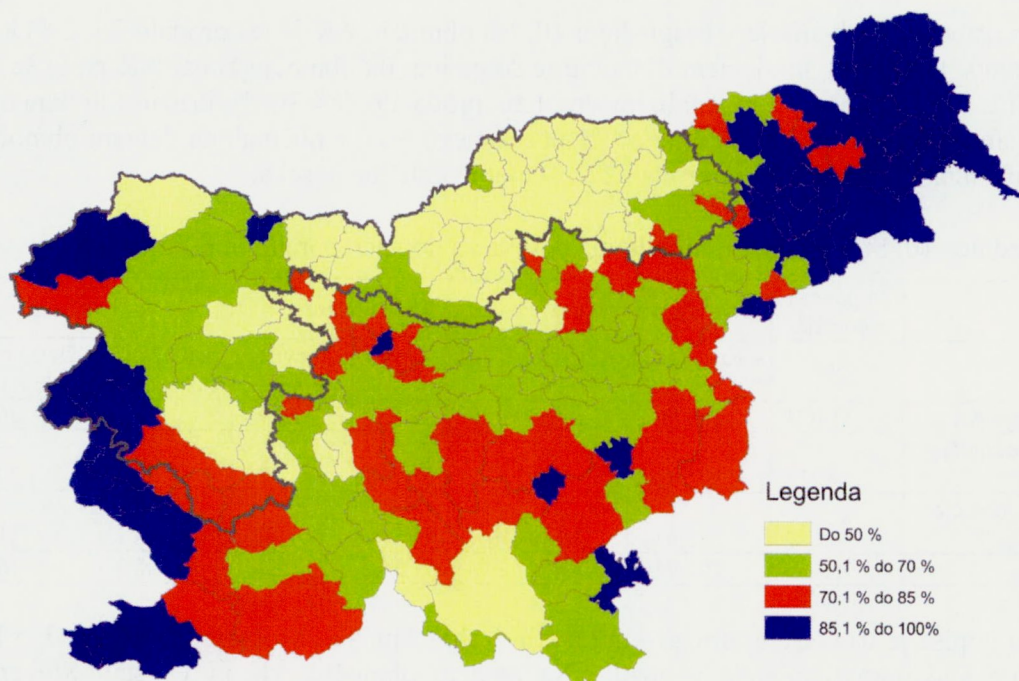 Legenda
Do 50 %
50,1 % do 70 %
70,1 % do 85 %
85,1 % do 100%